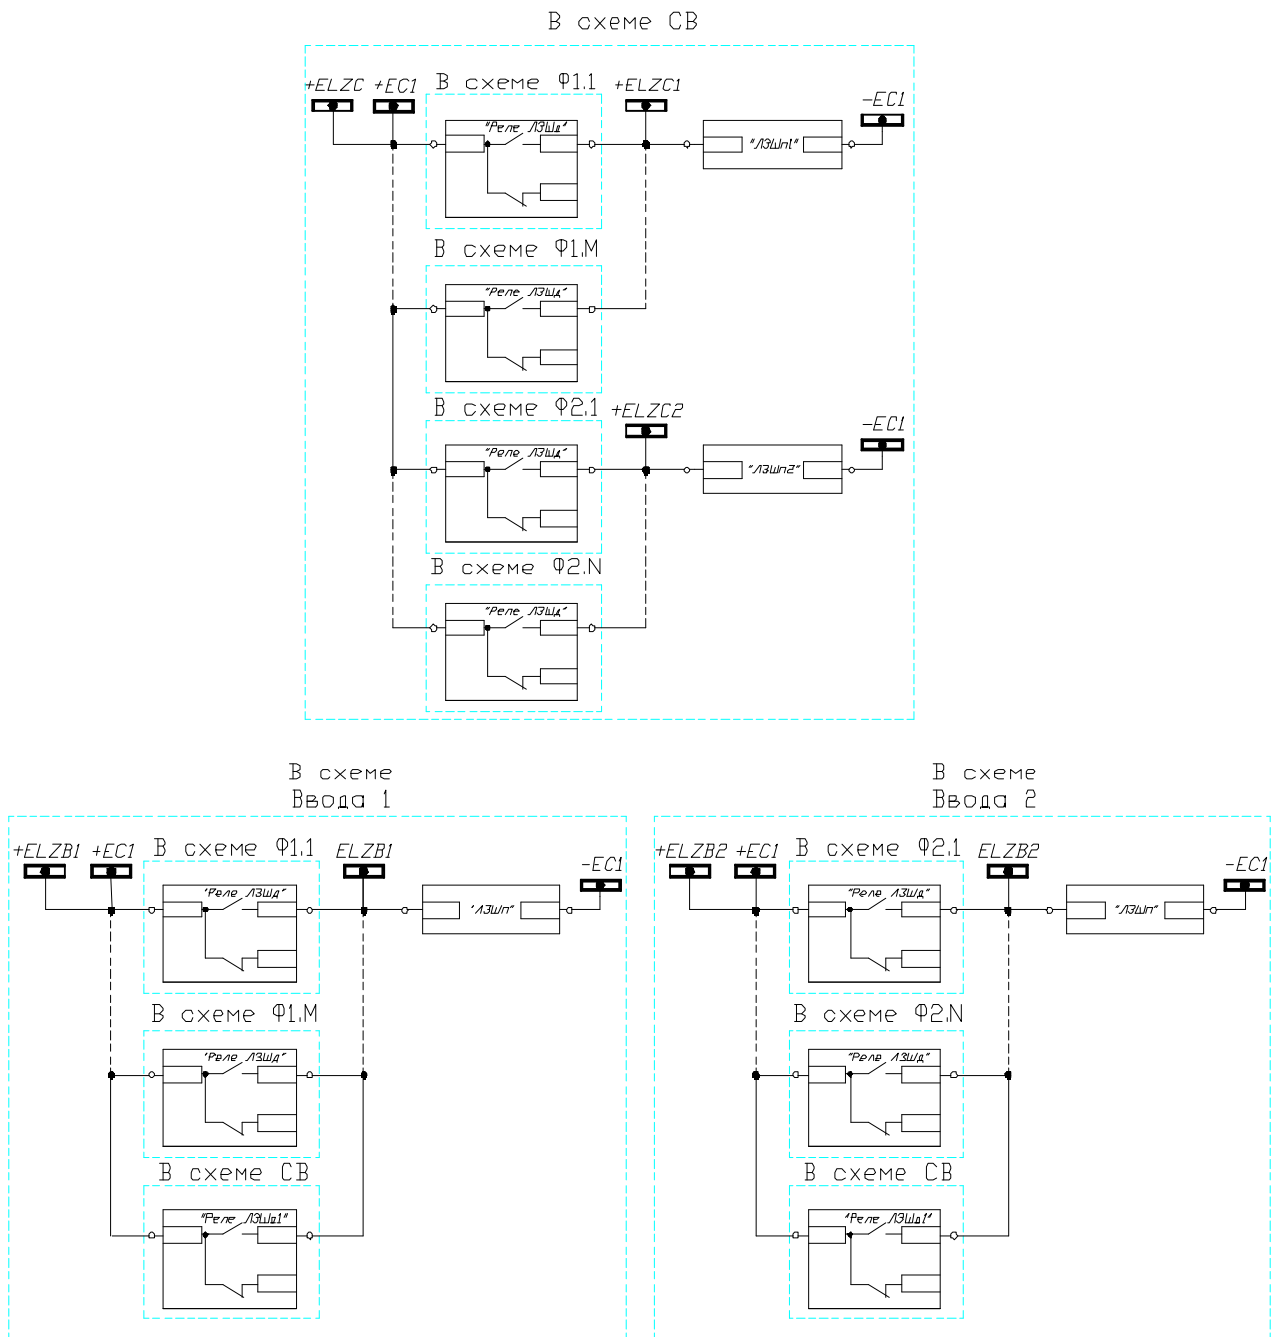 В схеме СВ
+ELZC +EC1 В схеме Ф1.1 +ELZC1 -EC1
"Реле ЛЗШд" "ЛЗШп1"
В схеме Ф1.М
"Реле ЛЗШд"
В схеме Ф2.1 +ELZC2 -EC1
"Реле ЛЗШд" "ЛЗШп2"
В схеме Ф2.N
"Реле ЛЗШд"
В схеме
Ввода 1
+ELZB1 +EC1 В схеме Ф1.1 ELZB1 -EC1
"Реле ЛЗШд" "ЛЗШп"
В схеме Ф1.М
"Реле ЛЗШд"
В схеме СВ
"Реле ЛЗШд1"
В схеме
Ввода 2
+ELZB2 +EC1 В схеме Ф2.1 ELZB2 -EC1
"Реле ЛЗШд" "ЛЗШп"
В схеме Ф2.N
"Реле ЛЗШд"
В схеме СВ
"Реле ЛЗШд1"